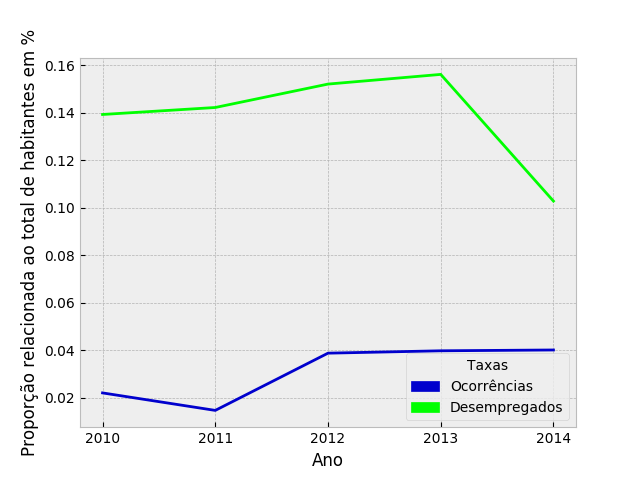 Proporção relacionada ao total de habitantes em %
0.16
0.14
0.12
0.10
0.08
0.06
0.04
0.02
Taxas
Ocorrências
Desempregados
2010 2011 2012 2013 2014
Ano